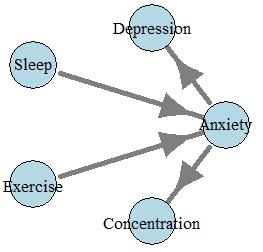 Depression
Sleep
Anxiety
Exercise
Concentration